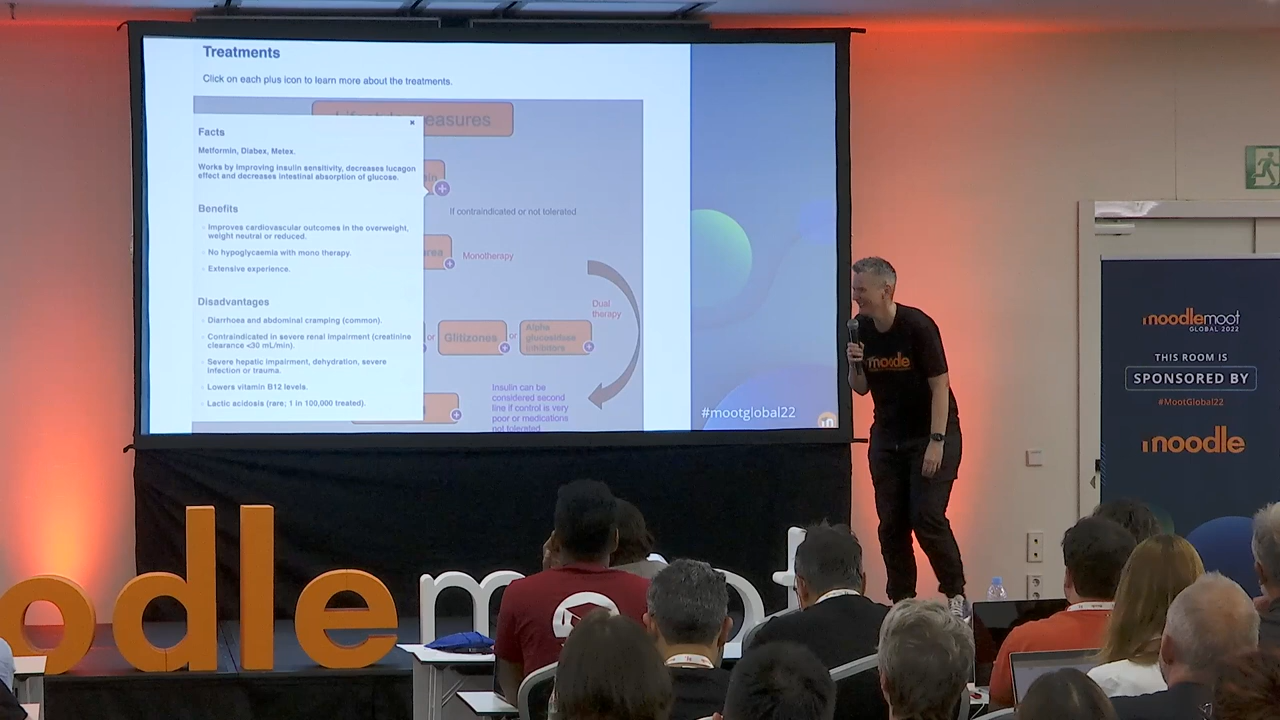 Treatments
Click on each plus icon to learn more about the treatments.
Lifestyle measures
Facts
Metformin, Diabex, Metex.
Works by improving insulin sensitivity, decreases lucagon
effect and decreases intestinal absorption of glucose.
Benefits
Improves cardiovascular outcomes in the overweight,
weight neutral or reduced.
No hypoglycaemia with mono therapy.
Extensive experience.
Disadvantages
Diarrhoea and abdominal cramping (common).
Contraindicated in severe renal impairment (creatinine
clearance <30 mL/min).
Severe hepatic impairment, dehydration, severe
infection or trauma.
Lowers vitamin B12 levels.
Lactic acidosis (rare; 1 in 100,000 treated).
If contraindicated or not tolerated
Monotherapy
Dual
therapy
or
Glitizones
or
Alpha
glucosidase
inhibitors
Insulin can be
considered second
line if control is very
poor or medications
not tolerated
#mootglobal22
moodle
moodlemoot
GLOBAL 2022
THIS ROOM IS
SPONSORED BY
#MootGlobal22
moodle
oodle
m